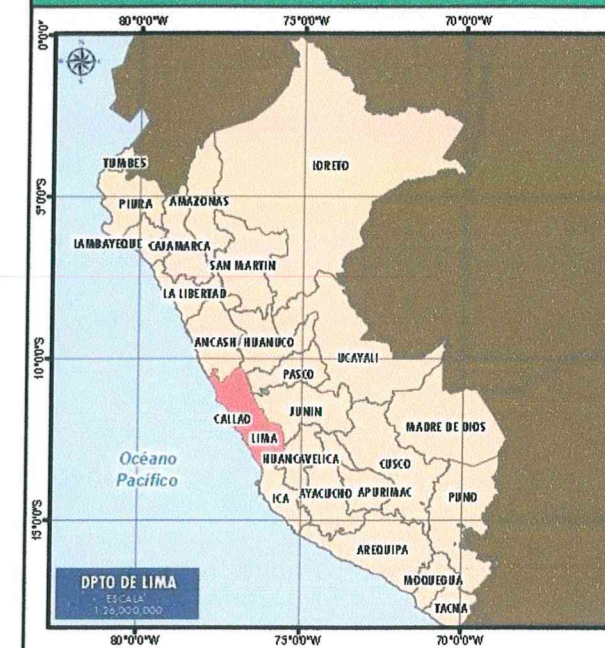 80°0'0"W 75°0'0"W 70°0'0"W
0°0'0"
N
S
TUMBES
LORETO
5°0'0"S
PIURA AMAZONAS
LAMBAYEQUE CAJAMARCA
SAN MARTIN
LA LIBERTAD
ANCASH HUANUCO
10°0'0"S
UCAYALI
PASCO
CALLAO
JUNIN
LIMA
MADRE DE DIOS
HUANCAVELICA
CUSCO
Océano
Pacífico
ICA AYACUCHO APURIMAC
PUNO
15°0'0"S
AREQUIPA
MOQUEGUA
TACNA
DPTO DE LIMA
ESCALA
1:26,000,000
80°0'0"W 75°0'0"W 70°0'0"W